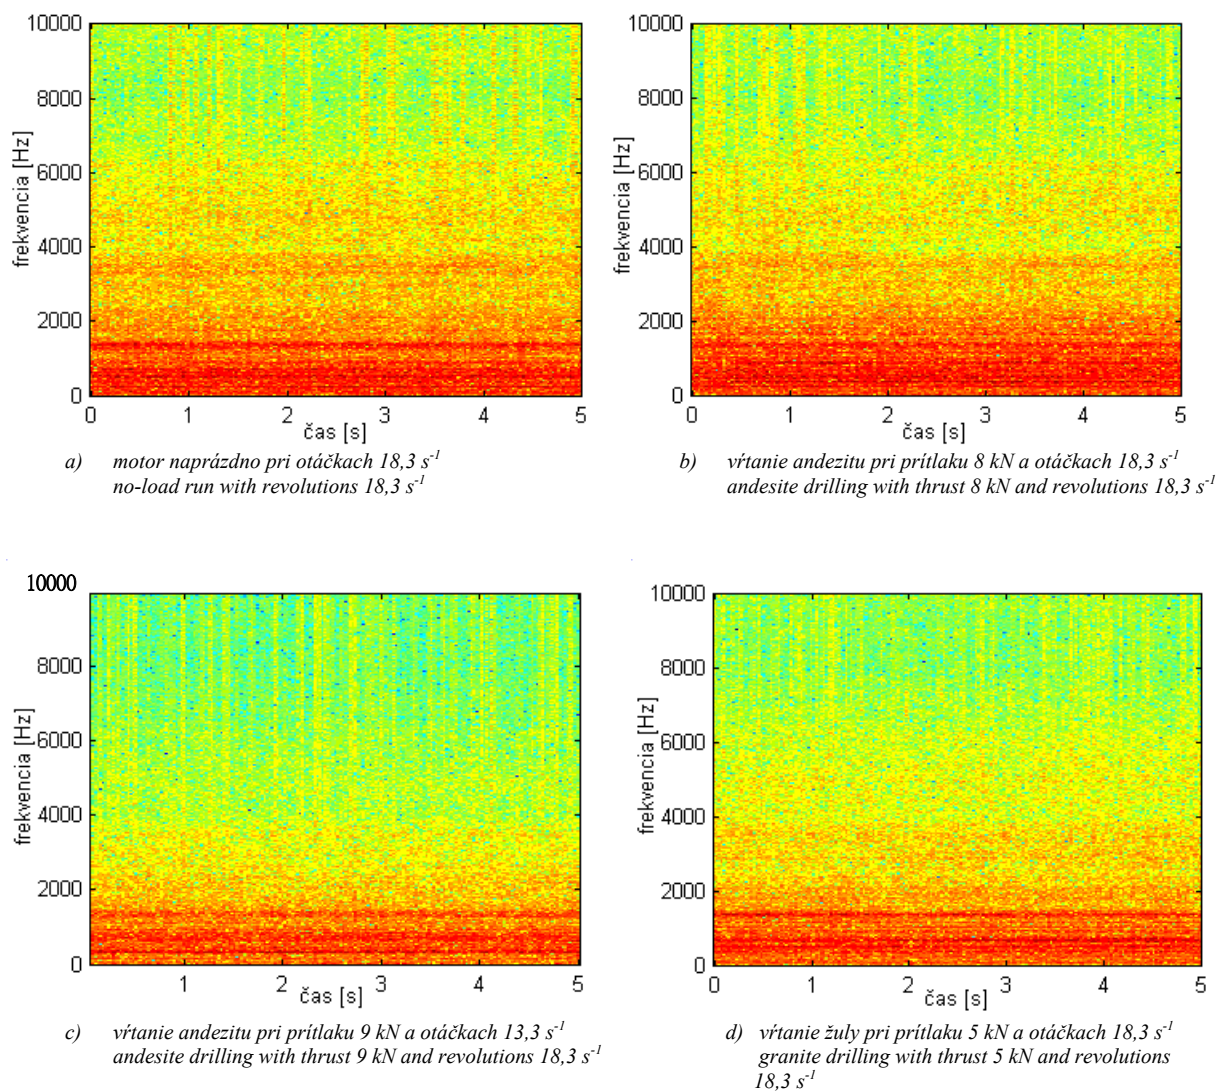 10000
8000
6000
4000
2000
0
frekvencia [Hz]
0 1 2 3 4 5
čas [s]
a) motor naprázdno pri otáčkach 18,3 s-1
no-load run with revolutions 18,3 s-1
10000
8000
6000
4000
2000
0
frekvencia [Hz]
0 1 2 3 4 5
čas [s]
b) vŕtanie andezitu pri prítlaku 8 kN a otáčkach 18,3 s-1
andesite drilling with thrust 8 kN and revolutions 18,3 s-1
10000
8000
6000
4000
2000
0
frekvencia [Hz]
1 2 3 4 5
čas [s]
c) vŕtanie andezitu pri prítlaku 9 kN a otáčkach 13,3 s-1
andesite drilling with thrust 9 kN and revolutions 18,3 s-1
10000
8000
6000
4000
2000
0
frekvencia [Hz]
0 1 2 3 4 5
čas [s]
d) vŕtanie žuly pri prítlaku 5 kN a otáčkach 18,3 s-1
granite drilling with thrust 5 kN and revolutions
18,3 s-1